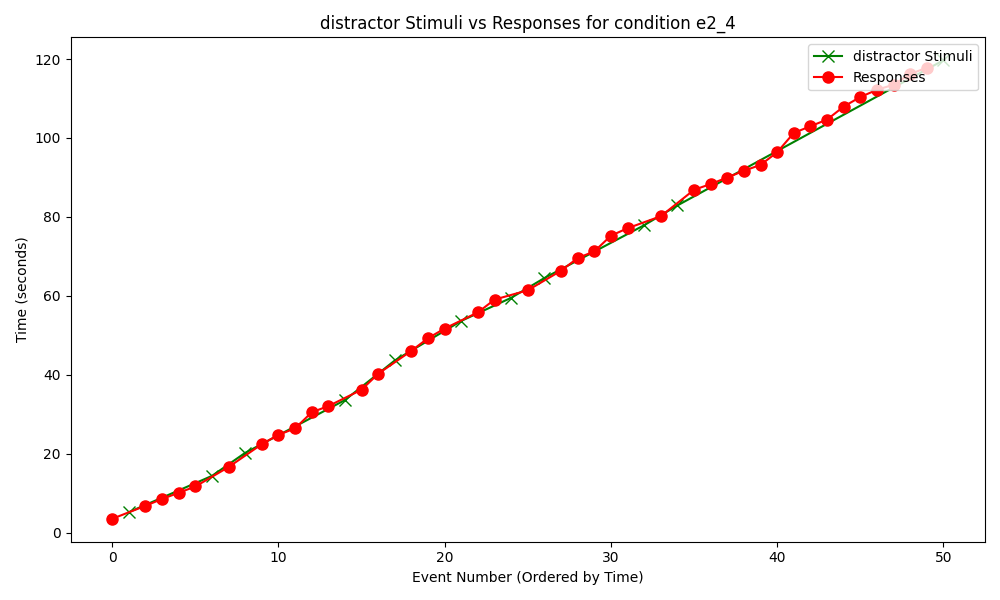 distractor Stimuli vs Responses for condition e2_4
distractor Stimuli
Responses
Time (seconds)
120
100
80
60
40
20
0
0 10 20 30 40 50
Event Number (Ordered by Time)